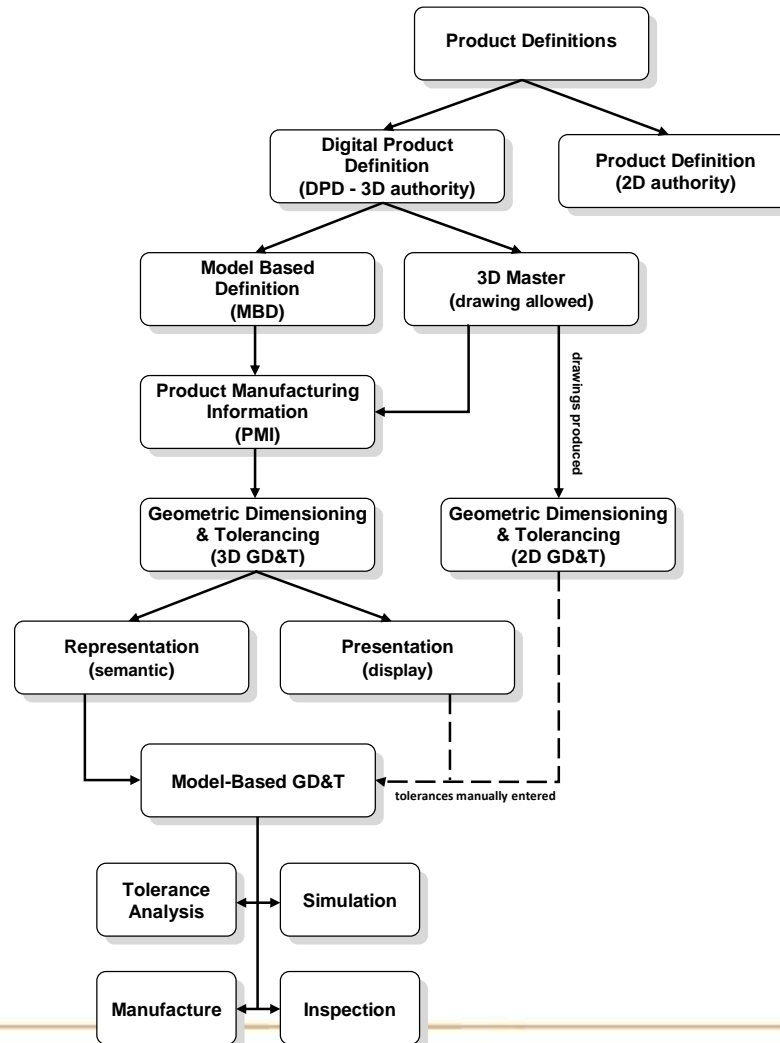 Product Definitions
Digital Product
Definition
(DPD - 3D authority)
Product Definition
(2D authority)
Model Based
Definition
(MBD)
3D Master
(drawing allowed)
drawings produced
Product Manufacturing
Information
(PMI)
Geometric Dimensioning
& Tolerancing
(3D GD&T)
Geometric Dimensioning
& Tolerancing
(2D GD&T)
Representation
(semantic)
Presentation
(display)
Model-Based GD&T
tolerances manually entered
Tolerance
Analysis
Simulation
Manufacture
Inspection